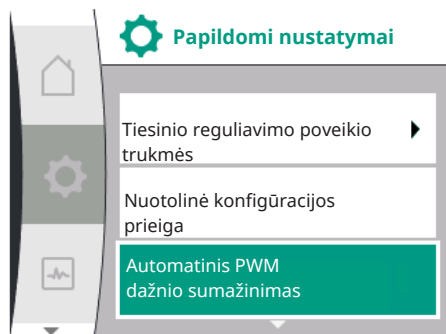 Papildomi nustatymai
Tiesinio reguliavimo poveikio
trukmės
Nuotolinė konfigūracijos
prieiga
Automatinis PWM
dažnio sumažinimas